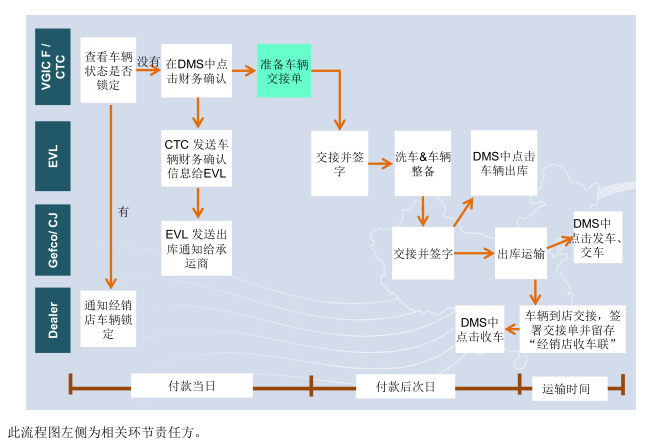 VGIC F /
CTC
查看车辆
状态是否
锁定
没有
在DMS中点
击财务确认
准备车辆
交接单
EVL
CTC 发送车
辆财务确认
信息给EVL
交接并签
字
洗车&车辆
整备
DMS中点击
车辆出库
有
Gefco/ CJ
EVL 发送出
库通知给承
运商
交接并签字
出库运输
DMS中
点击发车、
交车
Dealer
通知经销
店车辆锁
定
DMS中
点击收车
车辆到店交接，签
署交接单并留存
“经销店收车联”
付款当日
付款后次日
运输时间
此流程图左侧为相关环节责任方。